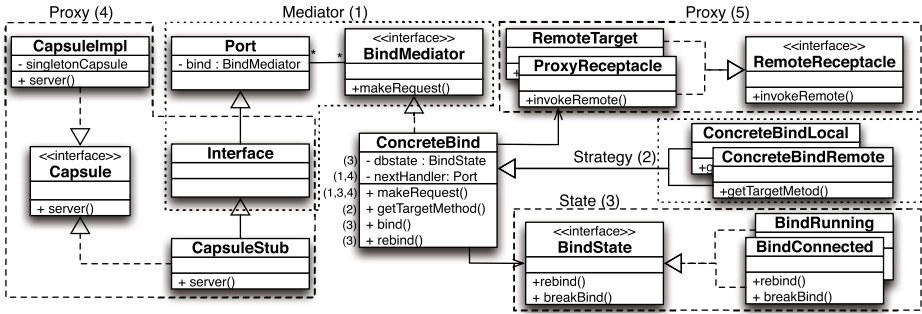 Proxy (4)
CapsuleImpl
- singletonCapsule
+ server()
<<interface>>
Capsule
+ server()
Mediator (1)
Port
- bind : BindMediator
*
*
<<interface>>
BindMediator
+makeRequest()
Interface
CapsuleStub
+ server()
ConcreteBind
(3) - dbstate : BindState
(1,4) - nextHandler: Port
(1,3,4) + makeRequest()
(2) + getTargetMethod()
(3) + bind()
(3) + rebind()
Proxy (5)
RemoteTarget
+
ProxyReceptacle
+invokeRemote()
<<interface>>
RemoteReceptacle
+invokeRemote()
Strategy (2)
ConcreteBindLocal
+g
ConcreteBindRemote
+getTargetMetod()
State (3)
<<interface>>
BindState
+rebind()
+ breakBind()
BindRunning
BindConnected
+rebind()
+ breakBind()